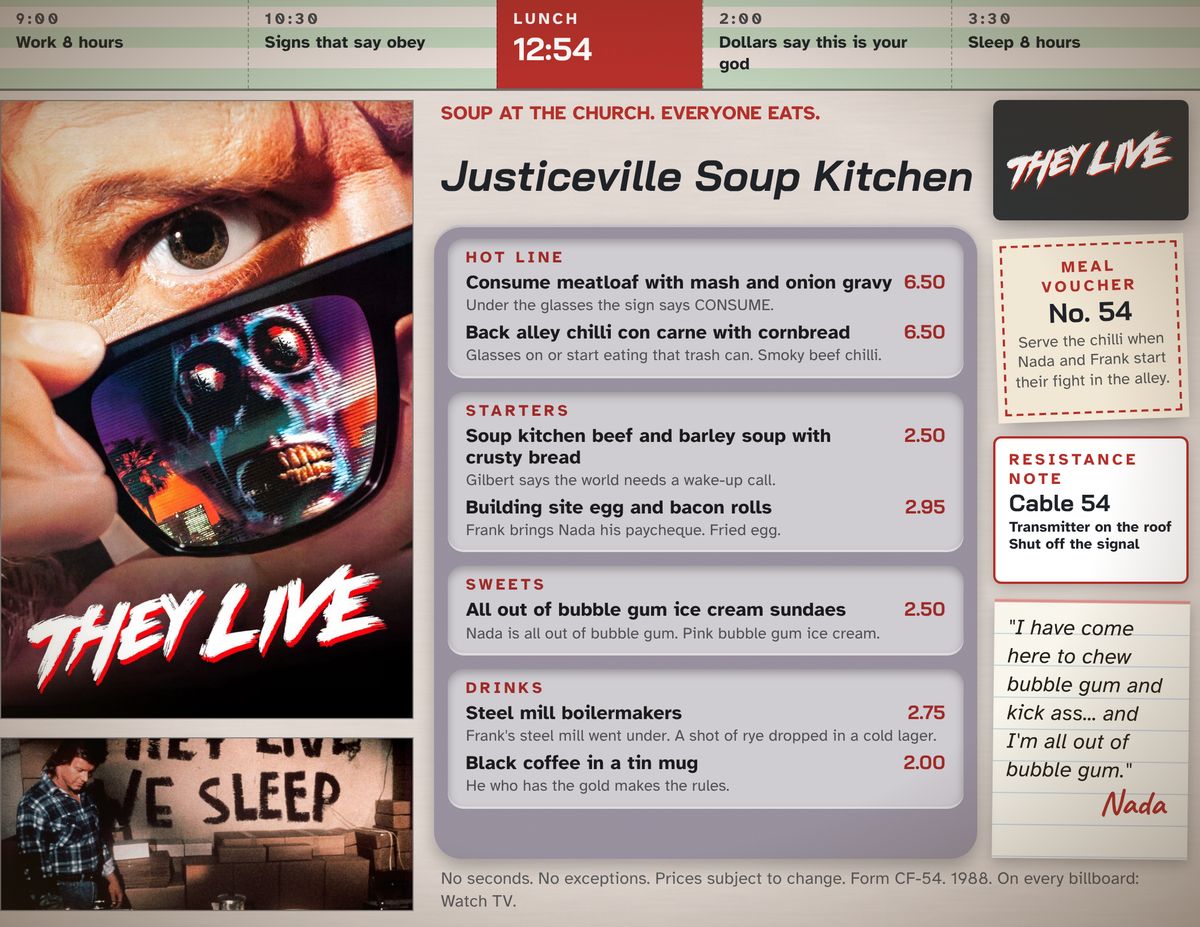 9:00
Work 8 hours
10:30
Signs that say obey
LUNCH
12:54
2:00
Dollars say this is your
god
3:30
Sleep 8 hours
SOUP AT THE CHURCH. EVERYONE EATS.
Justiceville Soup Kitchen
THEY LIVE
HOT LINE
Consume meatloaf with mash and onion gravy 6.50
Under the glasses the sign says CONSUME.
Back alley chilli con carne with cornbread 6.50
Glasses on or start eating that trash can. Smoky beef chilli.
STARTERS
Soup kitchen beef and barley soup with 2.50
crusty bread
Gilbert says the world needs a wake-up call.
Building site egg and bacon rolls 2.95
Frank brings Nada his paycheque. Fried egg.
SWEETS
All out of bubble gum ice cream sundaes 2.50
Nada is all out of bubble gum. Pink bubble gum ice cream.
DRINKS
Steel mill boilermakers 2.75
Frank's steel mill went under. A shot of rye dropped in a cold lager.
Black coffee in a tin mug 2.00
He who has the gold makes the rules.
THEY LIVE
MEAL
VOUCHER
No. 54
Serve the chilli when
Nada and Frank start
their fight in the alley.
RESISTANCE
NOTE
Cable 54
Transmitter on the roof
Shut off the signal
"I have come
here to chew
bubble gum and
kick ass... and
I'm all out of
bubble gum."
Nada
THEY LIVE
WE SLEEP
No seconds. No exceptions. Prices subject to change. Form CF-54. 1988. On every billboard:
Watch TV.